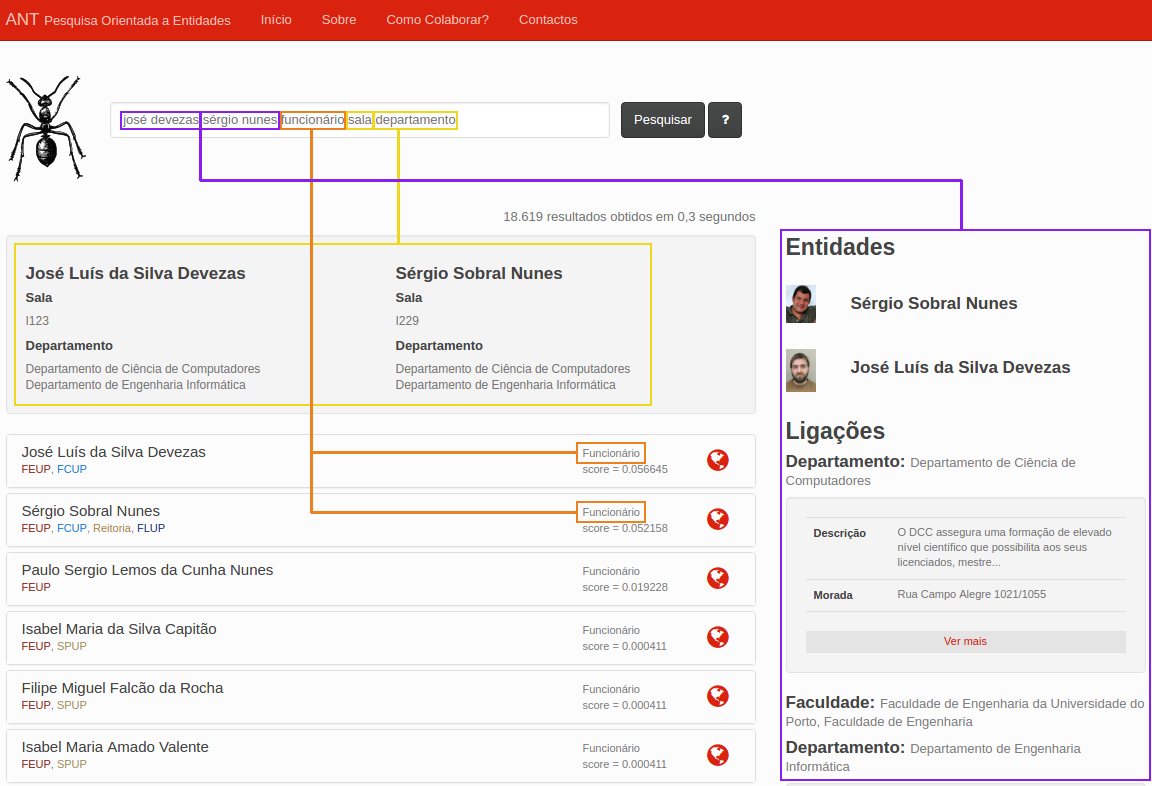 ANT Pesquisa Orientada a Entidades Início Sobre Como Colaborar? Contactos
josé devezas sérgio nunes funcionário sala departamento Pesquisar ?
18.619 resultados obtidos em 0,3 segundos
José Luís da Silva Devezas
Sala
I123
Departamento
Departamento de Ciência de Computadores
Departamento de Engenharia Informática
Sérgio Sobral Nunes
Sala
I229
Departamento
Departamento de Ciência de Computadores
Departamento de Engenharia Informática
José Luís da Silva Devezas Funcionário
FEUP, FCUP score = 0.056645
Sérgio Sobral Nunes Funcionário
FEUP, FCUP, Reitoria, FLUP score = 0.052158
Paulo Sergio Lemos da Cunha Nunes Funcionário
FEUP score = 0.019228
Isabel Maria da Silva Capitão Funcionário
FEUP, SPUP score = 0.000411
Filipe Miguel Falcão da Rocha Funcionário
FEUP, SPUP score = 0.000411
Isabel Maria Amado Valente Funcionário
FEUP, SPUP score = 0.000411
Entidades
Sérgio Sobral Nunes
José Luís da Silva Devezas
Ligações
Departamento: Departamento de Ciência de
Computadores
Descrição O DCC assegura uma formação de elevado
nível científico que possibilita aos seus
licenciados, mestre...
Morada Rua Campo Alegre 1021/1055
Ver mais
Faculdade: Faculdade de Engenharia da Universidade do
Porto, Faculdade de Engenharia
Departamento: Departamento de Engenharia
Informática